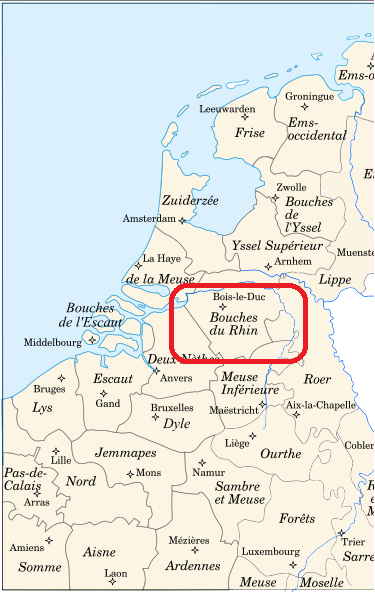 Ems-o
Groningue
Leeuwarden
Ems-
occidental
Frise
Zwolle
Zuiderzée
Bouches
de
l'Yssel
Amsterdam
Yssel Supérieur
Muenste
La Haye
Arnhem
de la Meuse
Lippe
Bois-le-Duc
Bouches
du Rhin
Bouches
de l'Escaut
Middelbourg
Deux Nèthes
Anvers
Escaut
Meuse
Inférieure
Roer
Bruges
Gand
Lys
Bruxelles
Dyle
Maëstricht
Aix-la-Chapelle
Liège
Ourthe
Coblen
Jemmapes
Lille
Mons
Namur
Pas-de-
Calais
Nord
Arras
Sambre
et Meuse
Forêts
Amiens
Aisne
Mézières
Trier
Luxembourg
Sarre
Somme
Laon
Ardennes
Meuse
Moselle